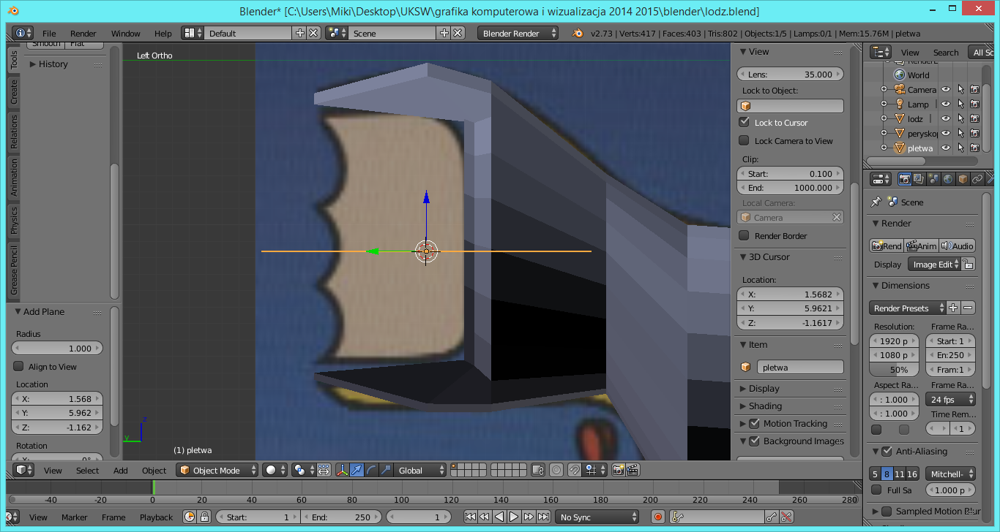 Blender* [C:\Users\Miki\Desktop\UKSW\grafika komputerowa i wizualizacja 2014 2015\blender\lodz.blend]
File Render Window Help Default Scene Blender Render v2.73 | Verts:417 | Faces:403 | Tris:802 | Objects:1/5 | Lamps:0/1 | Mem:15.76M | pletwa
Tools
Create
Relations
Animation
Physics
Grease Pencil
Smooth Flat
History
Add Plane
Radius
1.000
Align to View
Location
X: 1.568
Y: 5.962
Z: -1.162
Rotation
X: 0°
Left Ortho
z
y
(1) pletwa
View
Lens: 35.000
Lock to Object:
Lock to Cursor
Lock Camera to View
Clip:
Start: 0.100
End: 1000.000
Local Camera:
Camera
Render Border
3D Cursor
Location:
X: 1.5682
Y: 5.9621
Z: -1.1617
Item
pletwa
Display
Shading
Motion Tracking
Background Images
View Search All Sc
World
Camera
Lamp
lodz
perysko
pletwa
Scene
Render
Rend Anim Audio
Display Image Edit
Dimensions
Render Presets
Resolution: Frame Ra...
1920 p Start: 1
1080 p En:250
50% Fram:1
Aspect Ra... Frame Ra...
: 1.000 24 fps
: 1.000 Time Rem...
1
Anti-Aliasing
5 8 11 16 Mitchell-
Full Sa 1.000 p
Sampled Motion Blur
View Select Add Object Object Mode Global
-40 -20 0 20 40 60 80 100 120 140 160 180 200 220 240 260 280
View Marker Frame Playback Start: 1 End: 250 1 No Sync